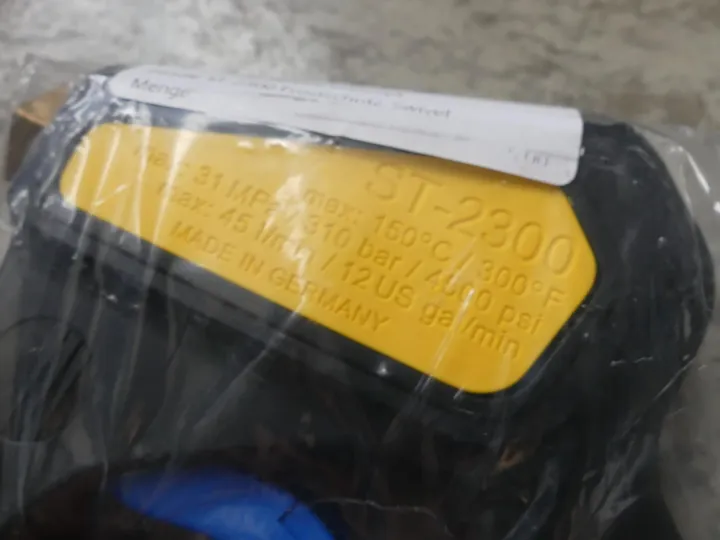 Menge
ST-2300
max: 150°C / 300°F
max: 31 MPa / 310 bar / 4500 psi
max: 45 l/min / 12 US gal/min
MADE IN GERMANY